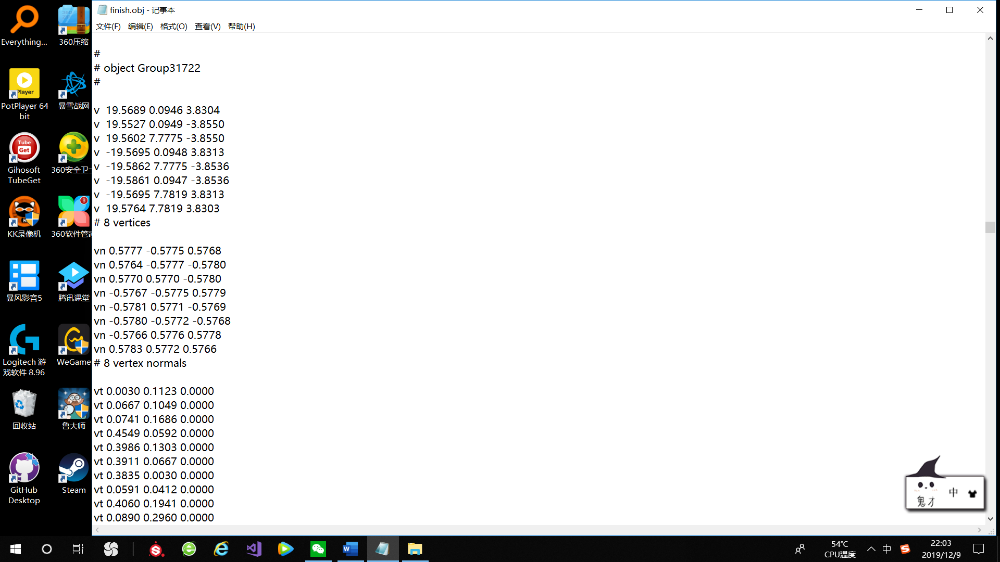 finish.obj - 记事本
文件(F) 编辑(E) 格式(O) 查看(V) 帮助(H)
#
# object Group31722
#
v  19.5689 0.0946 3.8304
v  19.5527 0.0949 -3.8550
v  19.5602 7.7775 -3.8550
v  -19.5695 0.0948 3.8313
v  -19.5862 7.7775 -3.8536
v  -19.5861 0.0947 -3.8536
v  -19.5695 7.7819 3.8313
v  19.5764 7.7819 3.8303
# 8 vertices
vn 0.5777 -0.5775 0.5768
vn 0.5764 -0.5777 -0.5780
vn 0.5770 0.5770 -0.5780
vn -0.5767 -0.5775 0.5779
vn -0.5781 0.5771 -0.5769
vn -0.5780 -0.5772 -0.5768
vn -0.5766 0.5776 0.5778
vn 0.5783 0.5772 0.5766
# 8 vertex normals
vt 0.0030 0.1123 0.0000
vt 0.0667 0.1049 0.0000
vt 0.0741 0.1686 0.0000
vt 0.4549 0.0592 0.0000
vt 0.3986 0.1303 0.0000
vt 0.3911 0.0667 0.0000
vt 0.3835 0.0030 0.0000
vt 0.0591 0.0412 0.0000
vt 0.4060 0.1941 0.0000
vt 0.0890 0.2960 0.0000
Everything...
360压缩
Player
PotPlayer 64
bit
暴雪战网
Tube
Get
Gihosoft
TubeGet
360安全卫士
KK录像机
8
360软件管家
暴风影音5
腾讯课堂
Logitech 游
戏软件 8.96
WeGame
回收站
鲁大师
GitHub
Desktop
Steam
鬼才 中
54℃
CPU温度
中
22:03
2019/12/9